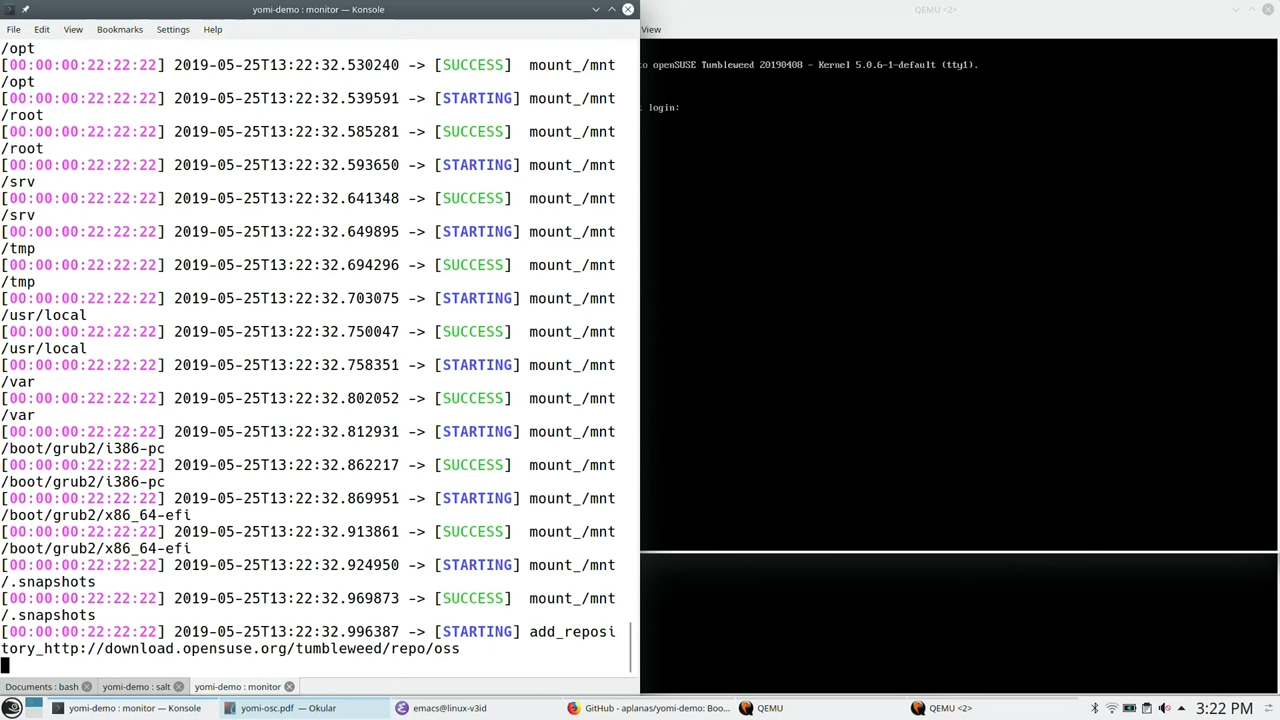 yomi-demo : monitor — Konsole
File Edit View Bookmarks Settings Help
/opt
[00:00:00:22:22:22] 2019-05-25T13:22:32.530240 -> [SUCCESS]  mount_/mnt
/opt
[00:00:00:22:22:22] 2019-05-25T13:22:32.539591 -> [STARTING] mount_/mnt
/root
[00:00:00:22:22:22] 2019-05-25T13:22:32.585281 -> [SUCCESS]  mount_/mnt
/root
[00:00:00:22:22:22] 2019-05-25T13:22:32.593650 -> [STARTING] mount_/mnt
/srv
[00:00:00:22:22:22] 2019-05-25T13:22:32.641348 -> [SUCCESS]  mount_/mnt
/srv
[00:00:00:22:22:22] 2019-05-25T13:22:32.649895 -> [STARTING] mount_/mnt
/tmp
[00:00:00:22:22:22] 2019-05-25T13:22:32.694296 -> [SUCCESS]  mount_/mnt
/tmp
[00:00:00:22:22:22] 2019-05-25T13:22:32.703075 -> [STARTING] mount_/mnt
/usr/local
[00:00:00:22:22:22] 2019-05-25T13:22:32.750047 -> [SUCCESS]  mount_/mnt
/usr/local
[00:00:00:22:22:22] 2019-05-25T13:22:32.758351 -> [STARTING] mount_/mnt
/var
[00:00:00:22:22:22] 2019-05-25T13:22:32.802052 -> [SUCCESS]  mount_/mnt
/var
[00:00:00:22:22:22] 2019-05-25T13:22:32.812931 -> [STARTING] mount_/mnt
/boot/grub2/i386-pc
[00:00:00:22:22:22] 2019-05-25T13:22:32.862217 -> [SUCCESS]  mount_/mnt
/boot/grub2/i386-pc
[00:00:00:22:22:22] 2019-05-25T13:22:32.869951 -> [STARTING] mount_/mnt
/boot/grub2/x86_64-efi
[00:00:00:22:22:22] 2019-05-25T13:22:32.913861 -> [SUCCESS]  mount_/mnt
/boot/grub2/x86_64-efi
[00:00:00:22:22:22] 2019-05-25T13:22:32.924950 -> [STARTING] mount_/mnt
/.snapshots
[00:00:00:22:22:22] 2019-05-25T13:22:32.969873 -> [SUCCESS]  mount_/mnt
/.snapshots
[00:00:00:22:22:22] 2019-05-25T13:22:32.996387 -> [STARTING] add_reposi
tory_http://download.opensuse.org/tumbleweed/repo/oss
Documents : bash yomi-demo : salt yomi-demo : monitor
QEMU <2>
View
to openSUSE Tumbleweed 20190408 - Kernel 5.0.6-1-default (tty1).
login:
yomi-demo : monitor — Konsole yomi-osc.pdf — Okular emacs@linux-v3id GitHub - aplanas/yomi-demo: Boo... QEMU QEMU <2> 3:22 PM